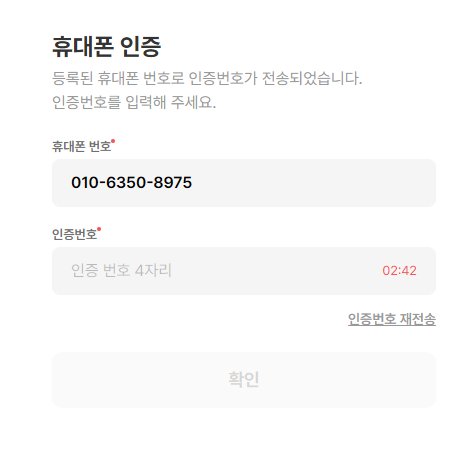 휴대폰 인증
등록된 휴대폰 번호로 인증번호가 전송되었습니다.
인증번호를 입력해 주세요.
휴대폰 번호
010-6350-8975
인증번호
인증 번호 4자리 02:42
인증번호 재전송
확인